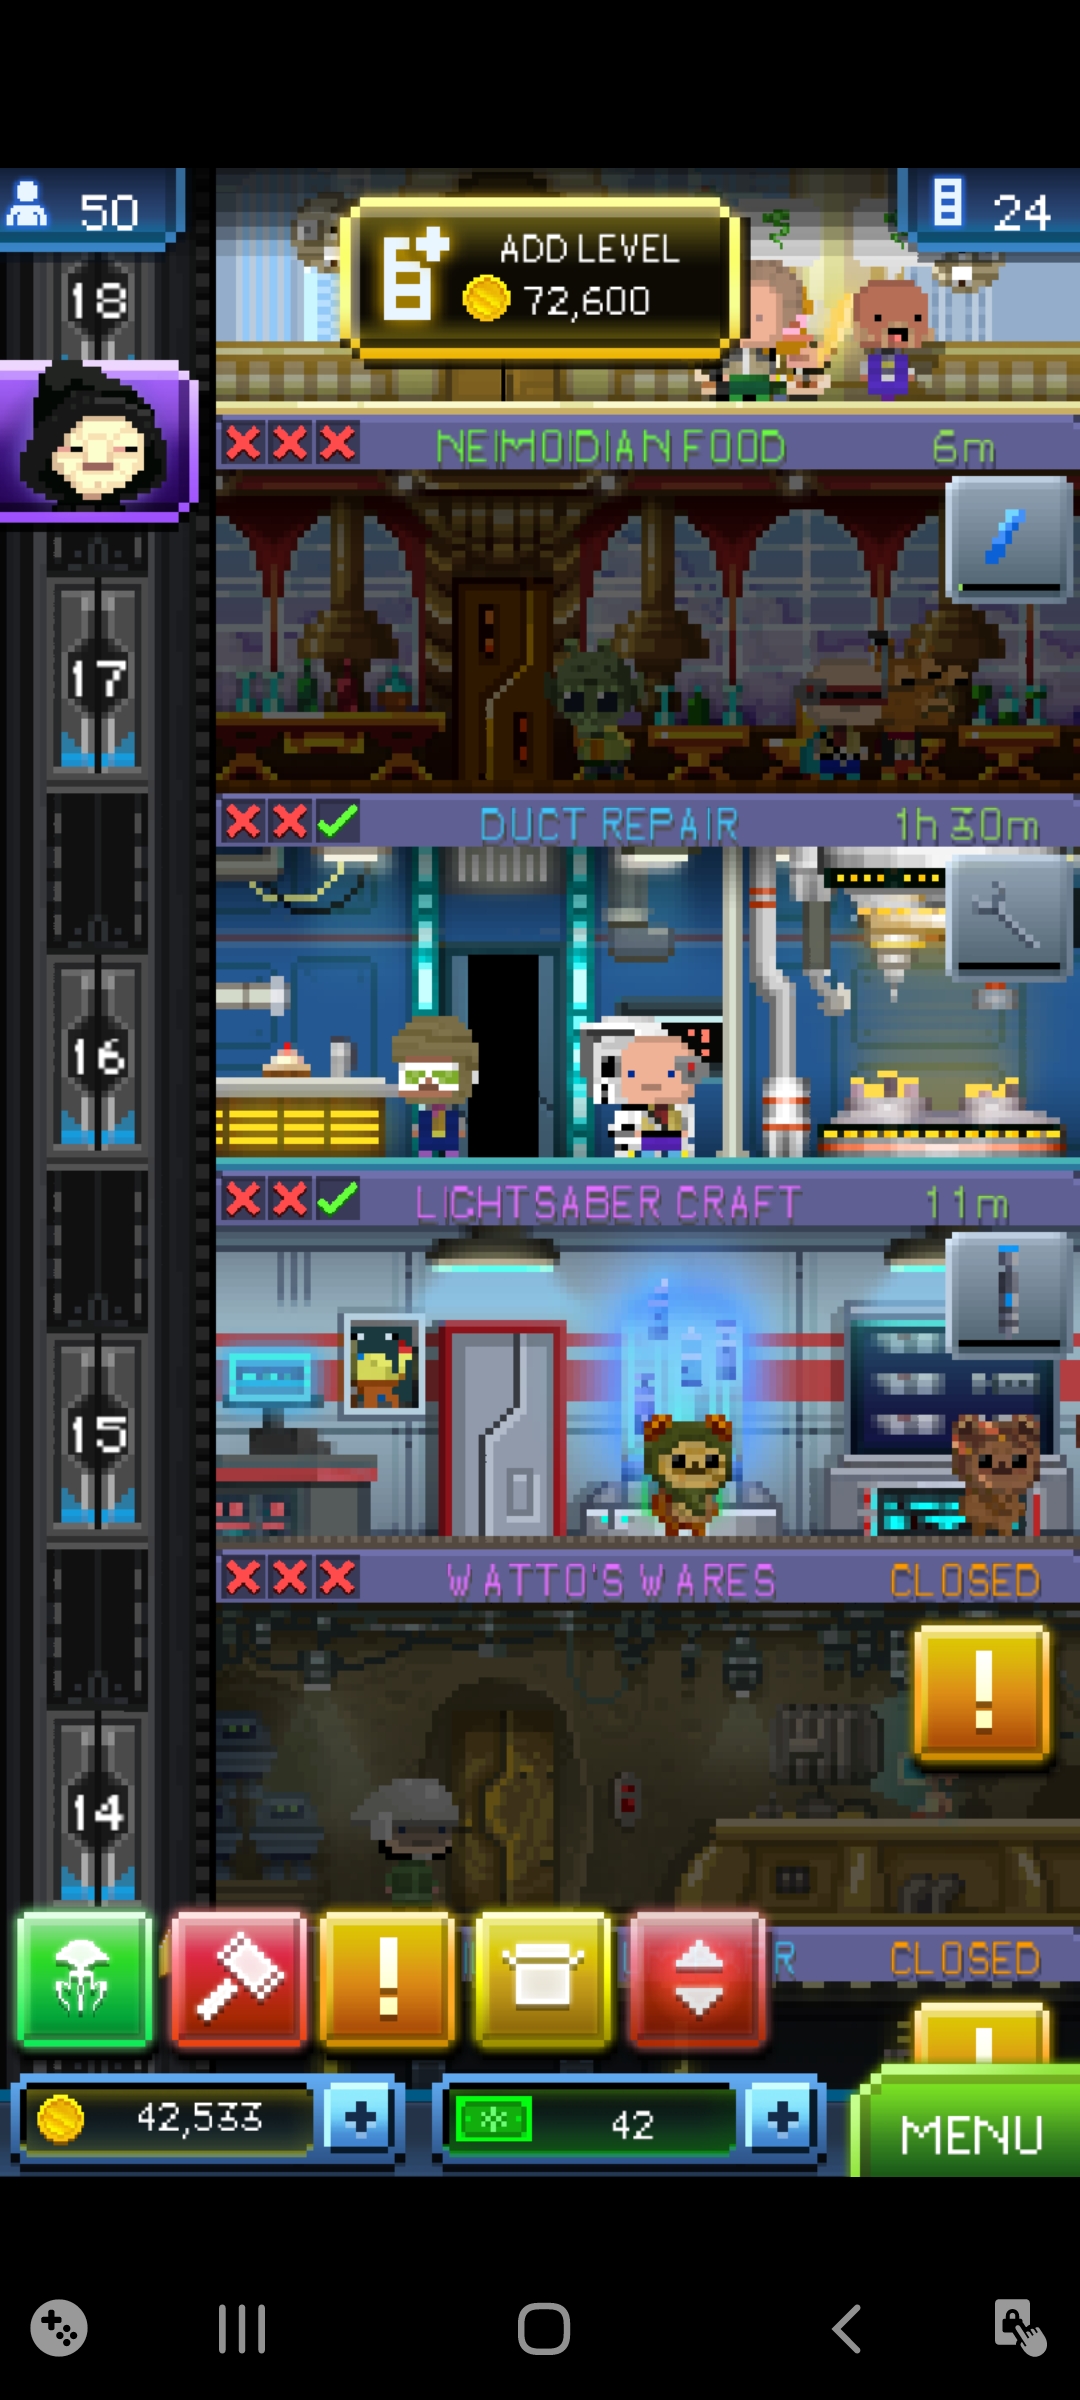 50
24
ADD LEVEL
72,600
18
NEIMOIDIAN FOOD 6m
17
DUCT REPAIR 1h 30m
16
LIGHTSABER CRAFT 11m
15
WATTO'S WARES CLOSED
14
R CLOSED
42,533
42
MENU